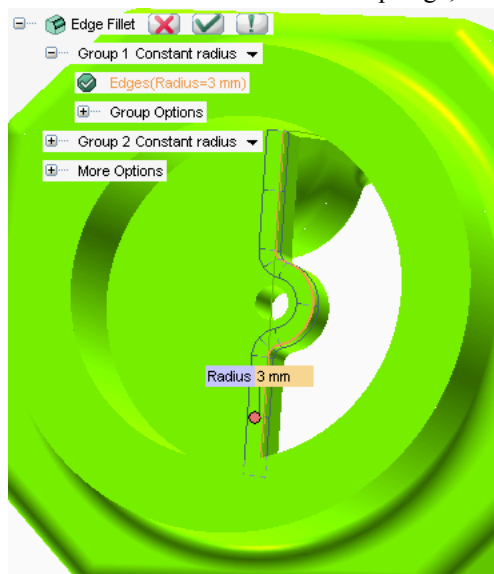 Edge Fillet
Group 1 Constant radius
Edges(Radius=3 mm)
Group Options
Group 2 Constant radius
More Options
Radius 3 mm